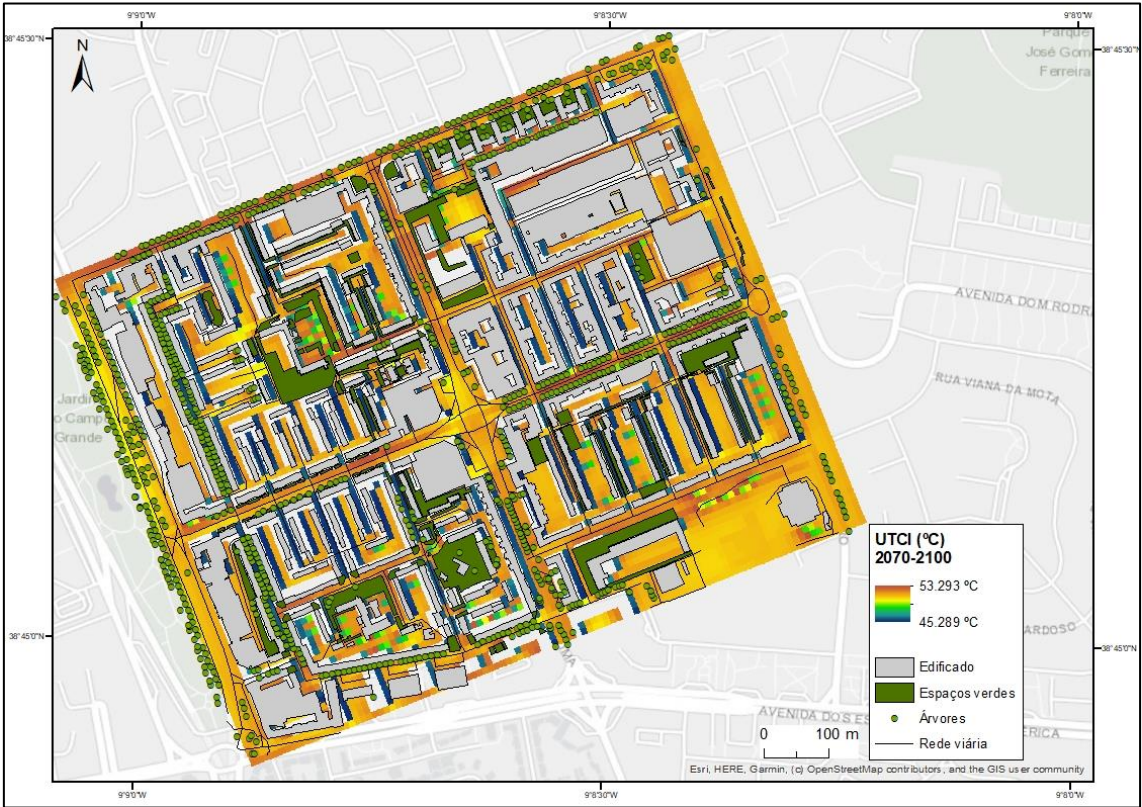 9°9'0"W
9°8'30"W
9°8'0"W
38°45'30"N
38°45'30"N
N
Parque
José Gom
Ferreira
AVENIDA DOM RODRI
RUA VIANA DA MOTA
Jardi
o Camp
Grande
UTCI (ºC)
2070-2100
53.293 ºC
45.289 ºC
Edificado
Espaços verdes
Árvores
Rede viária
38°45'0"N
38°45'0"N
ARDOSO
MA
AVENIDA DOS ES
ERICA
0 100 m
Esri, HERE, Garmin, (c) OpenStreetMap contributors, and the GIS user community
9°9'0"W
9°8'30"W
9°8'0"W